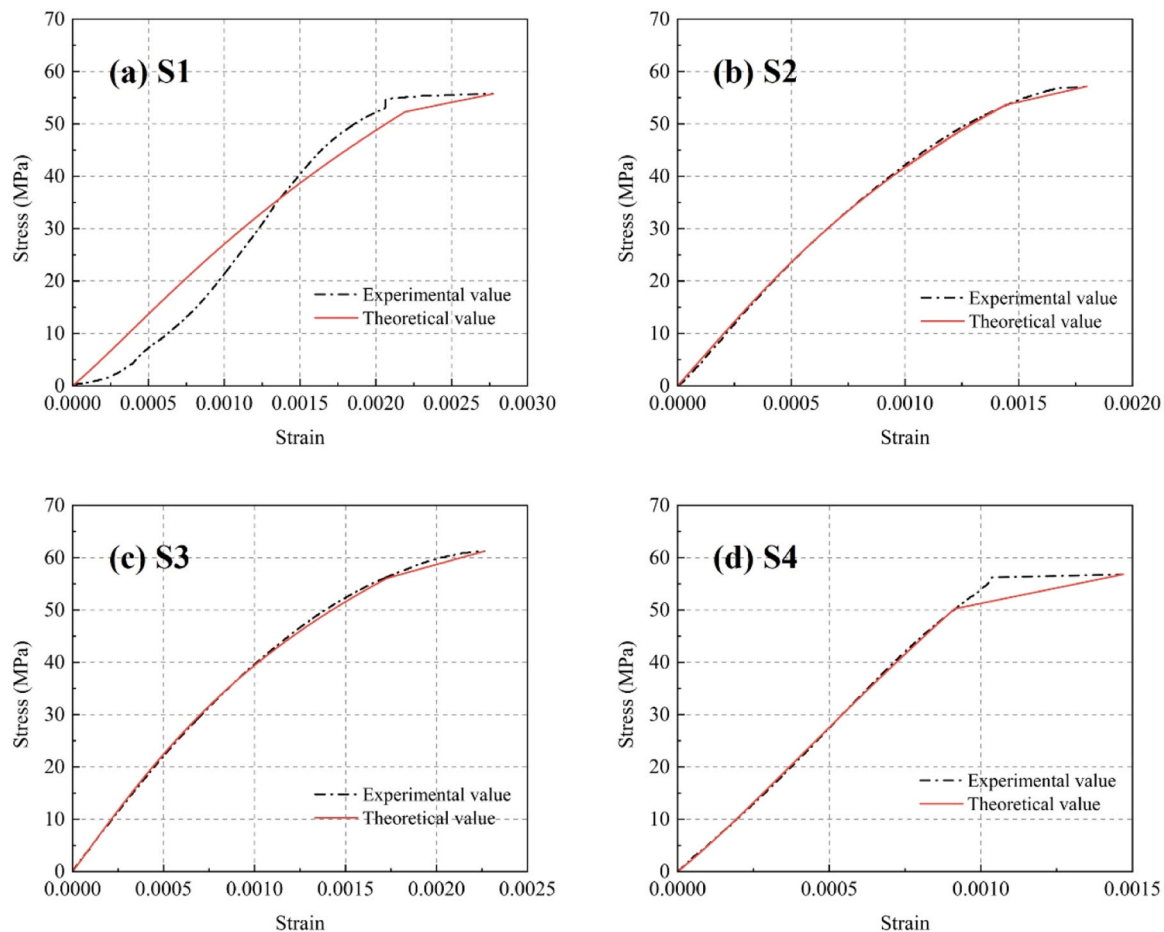 70
60
50
40
30
20
10
0
Stress (MPa)
(a) S1
Experimental value
Theoretical value
0.0000 0.0005 0.0010 0.0015 0.0020 0.0025 0.0030
Strain
70
60
50
40
30
20
10
0
Stress (MPa)
(b) S2
Experimental value
Theoretical value
0.0000 0.0005 0.0010 0.0015 0.0020
Strain
70
60
50
40
30
20
10
0
Stress (MPa)
(c) S3
Experimental value
Theoretical value
0.0000 0.0005 0.0010 0.0015 0.0020 0.0025
Strain
70
60
50
40
30
20
10
0
Stress (MPa)
(d) S4
Experimental value
Theoretical value
0.0000 0.0005 0.0010 0.0015
Strain